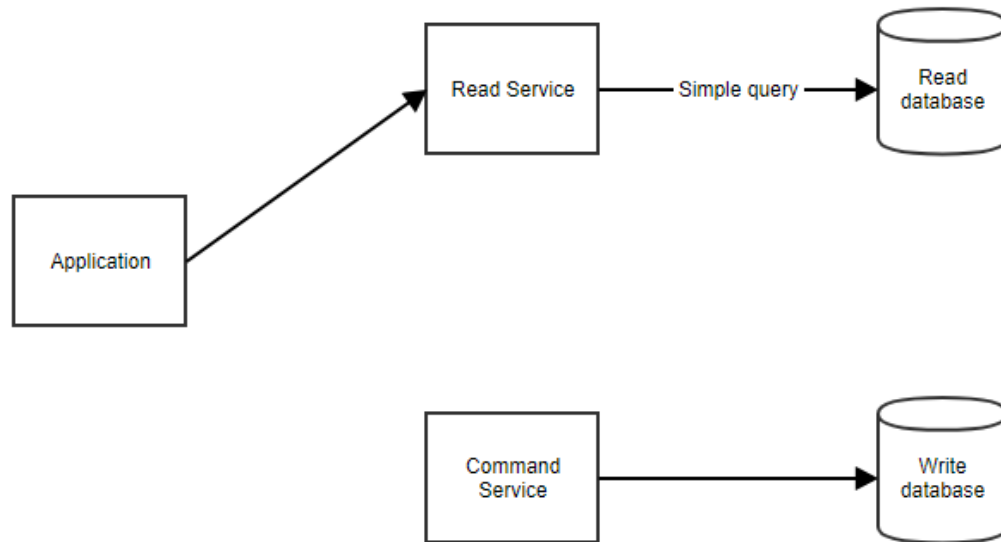 Read Service
Simple query
Read
database
Application
Command
Service
Write
database